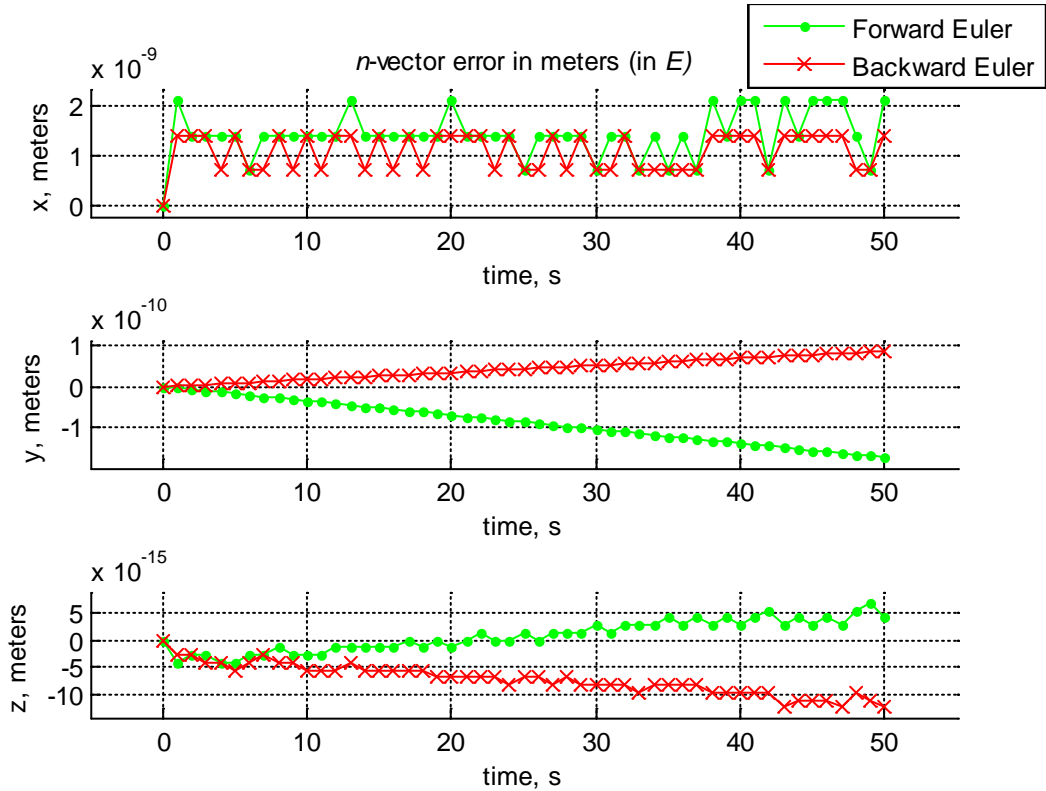 Forward Euler
Backward Euler
n-vector error in meters (in E)
x 10^-9
2
1
0
x, meters
0 10 20 30 40 50
time, s
x 10^-10
1
0
-1
y, meters
0 10 20 30 40 50
time, s
x 10^-15
5
0
-5
-10
z, meters
0 10 20 30 40 50
time, s